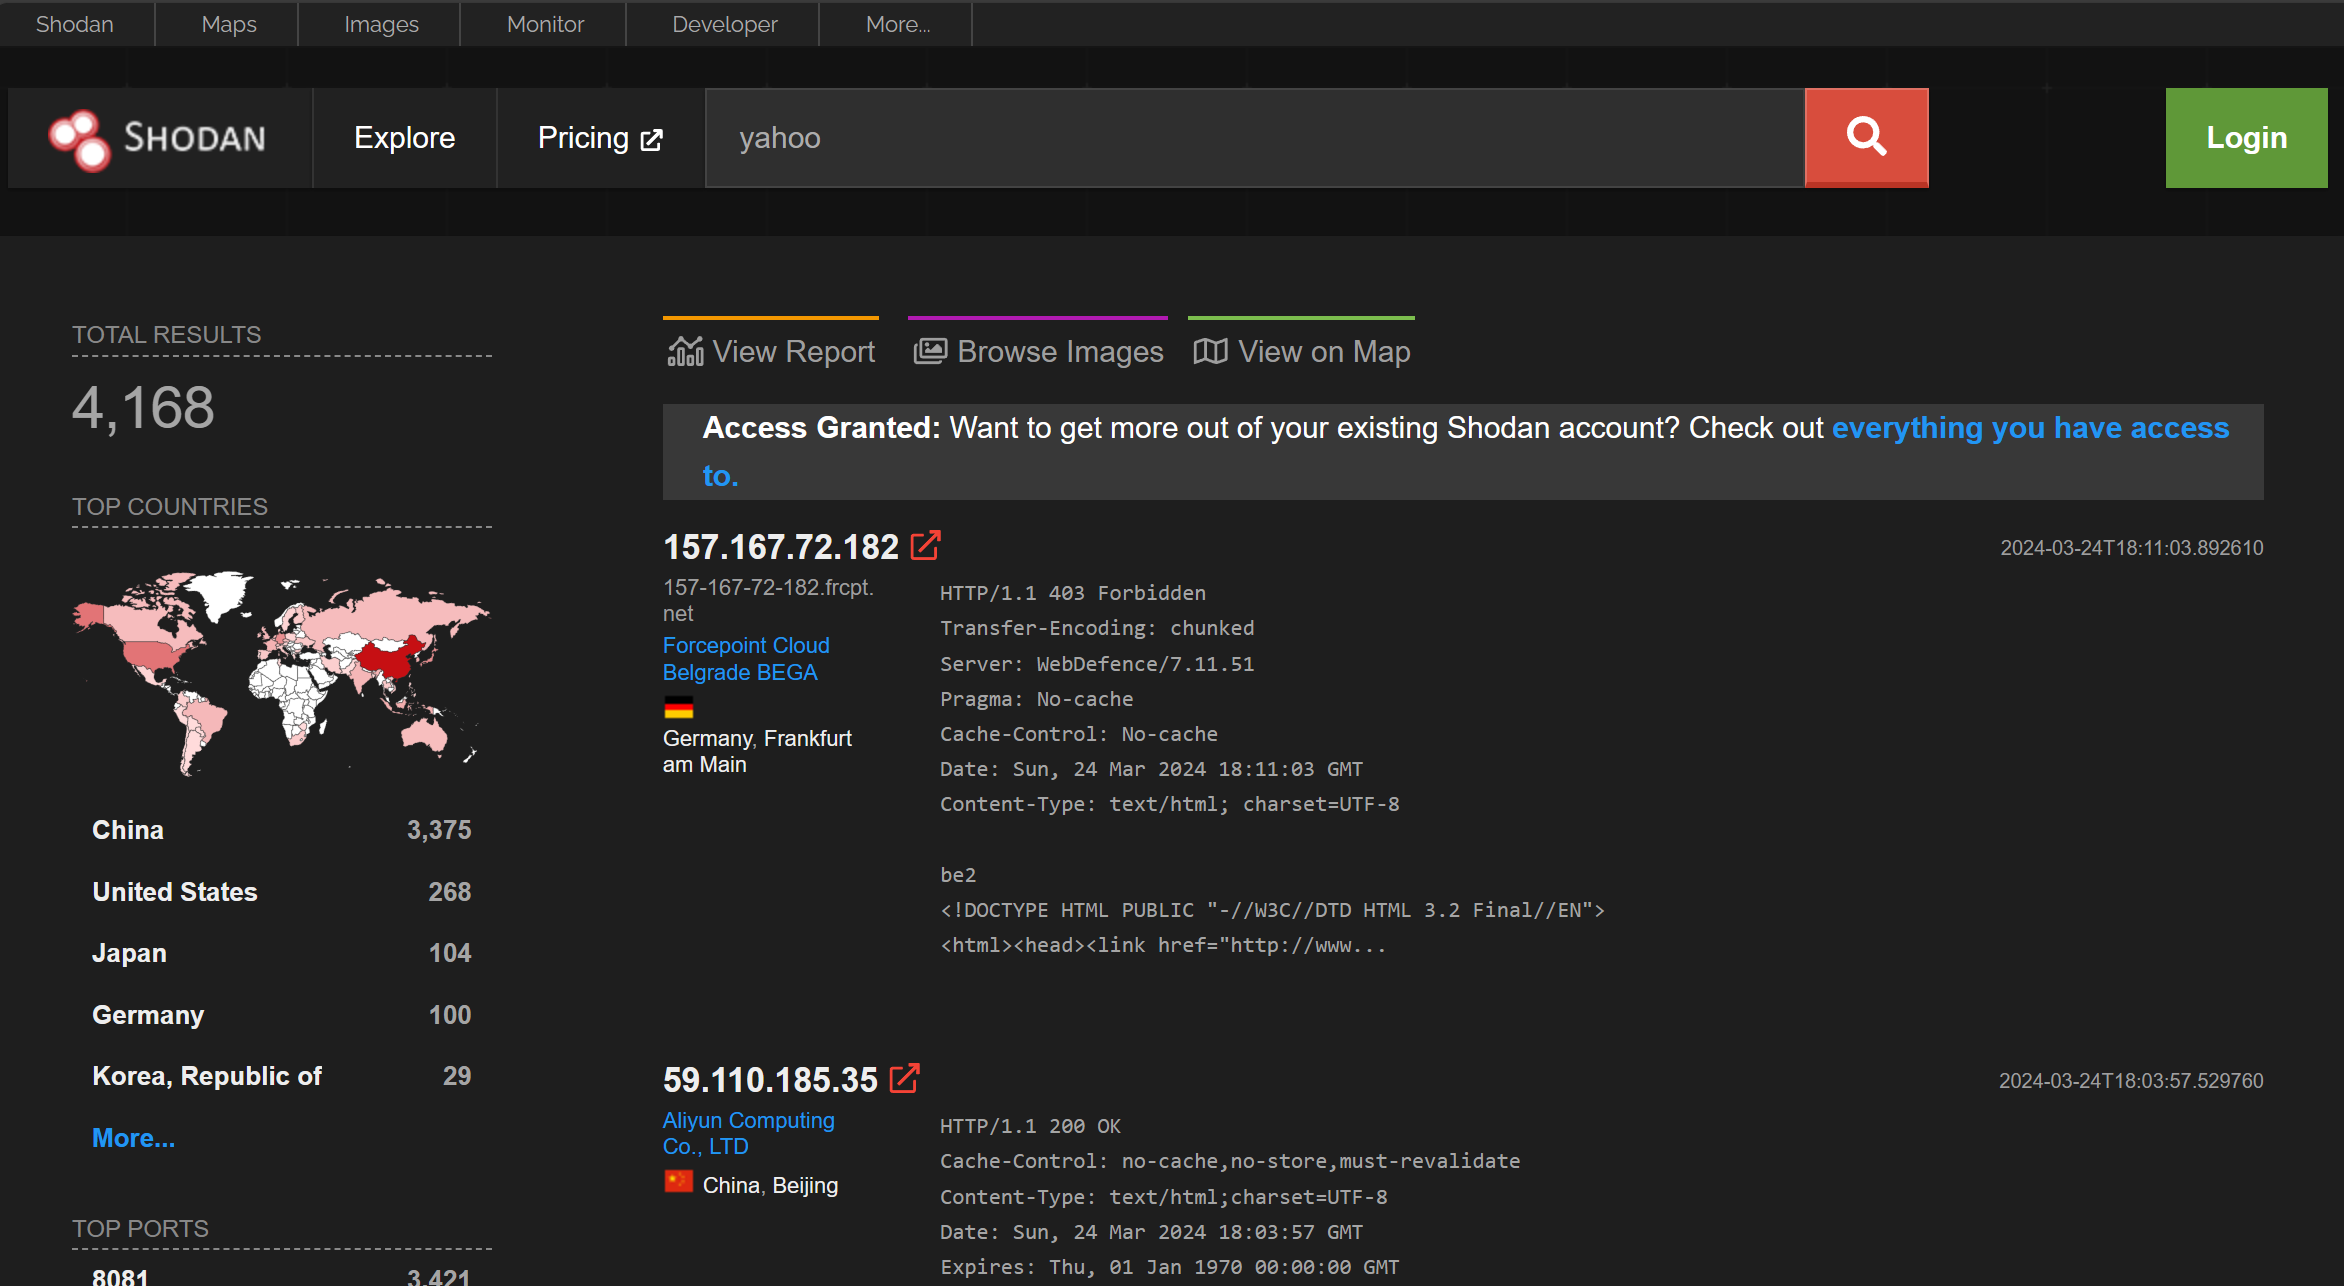 Shodan Maps Images Monitor Developer More...
SHODAN Explore Pricing yahoo Login
TOTAL RESULTS
4,168
TOP COUNTRIES
China 3,375
United States 268
Japan 104
Germany 100
Korea, Republic of 29
More...
TOP PORTS
8081 3,421
View Report Browse Images View on Map
Access Granted: Want to get more out of your existing Shodan account? Check out everything you have access
to.
157.167.72.182
2024-03-24T18:11:03.892610
157-167-72-182.frcpt.
net
Forcepoint Cloud
Belgrade BEGA
Germany, Frankfurt
am Main
HTTP/1.1 403 Forbidden
Transfer-Encoding: chunked
Server: WebDefence/7.11.51
Pragma: No-cache
Cache-Control: No-cache
Date: Sun, 24 Mar 2024 18:11:03 GMT
Content-Type: text/html; charset=UTF-8
be2
<!DOCTYPE HTML PUBLIC "-//W3C//DTD HTML 3.2 Final//EN">
<html><head><link href="http://www...
59.110.185.35
2024-03-24T18:03:57.529760
Aliyun Computing
Co., LTD
China, Beijing
HTTP/1.1 200 OK
Cache-Control: no-cache,no-store,must-revalidate
Content-Type: text/html;charset=UTF-8
Date: Sun, 24 Mar 2024 18:03:57 GMT
Expires: Thu, 01 Jan 1970 00:00:00 GMT